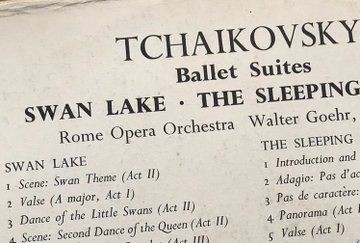 TCHAIKOVSKY
Ballet Suites
SWAN LAKE · THE SLEEPING
Rome Opera Orchestra Walter Goehr,
SWAN LAKE
1 Scene: Swan Theme (Act II)
2 Valse (A major, Act I)
3 Dance of the Little Swans (Act II)
4 Scene: Second Dance of the Queen (Act II)
THE SLEEPING
1 Introduction and
2 Adagio: Pas d'ac
3 Pas de caractère:
4 Panorama (Act I
5 Valse (Act I)